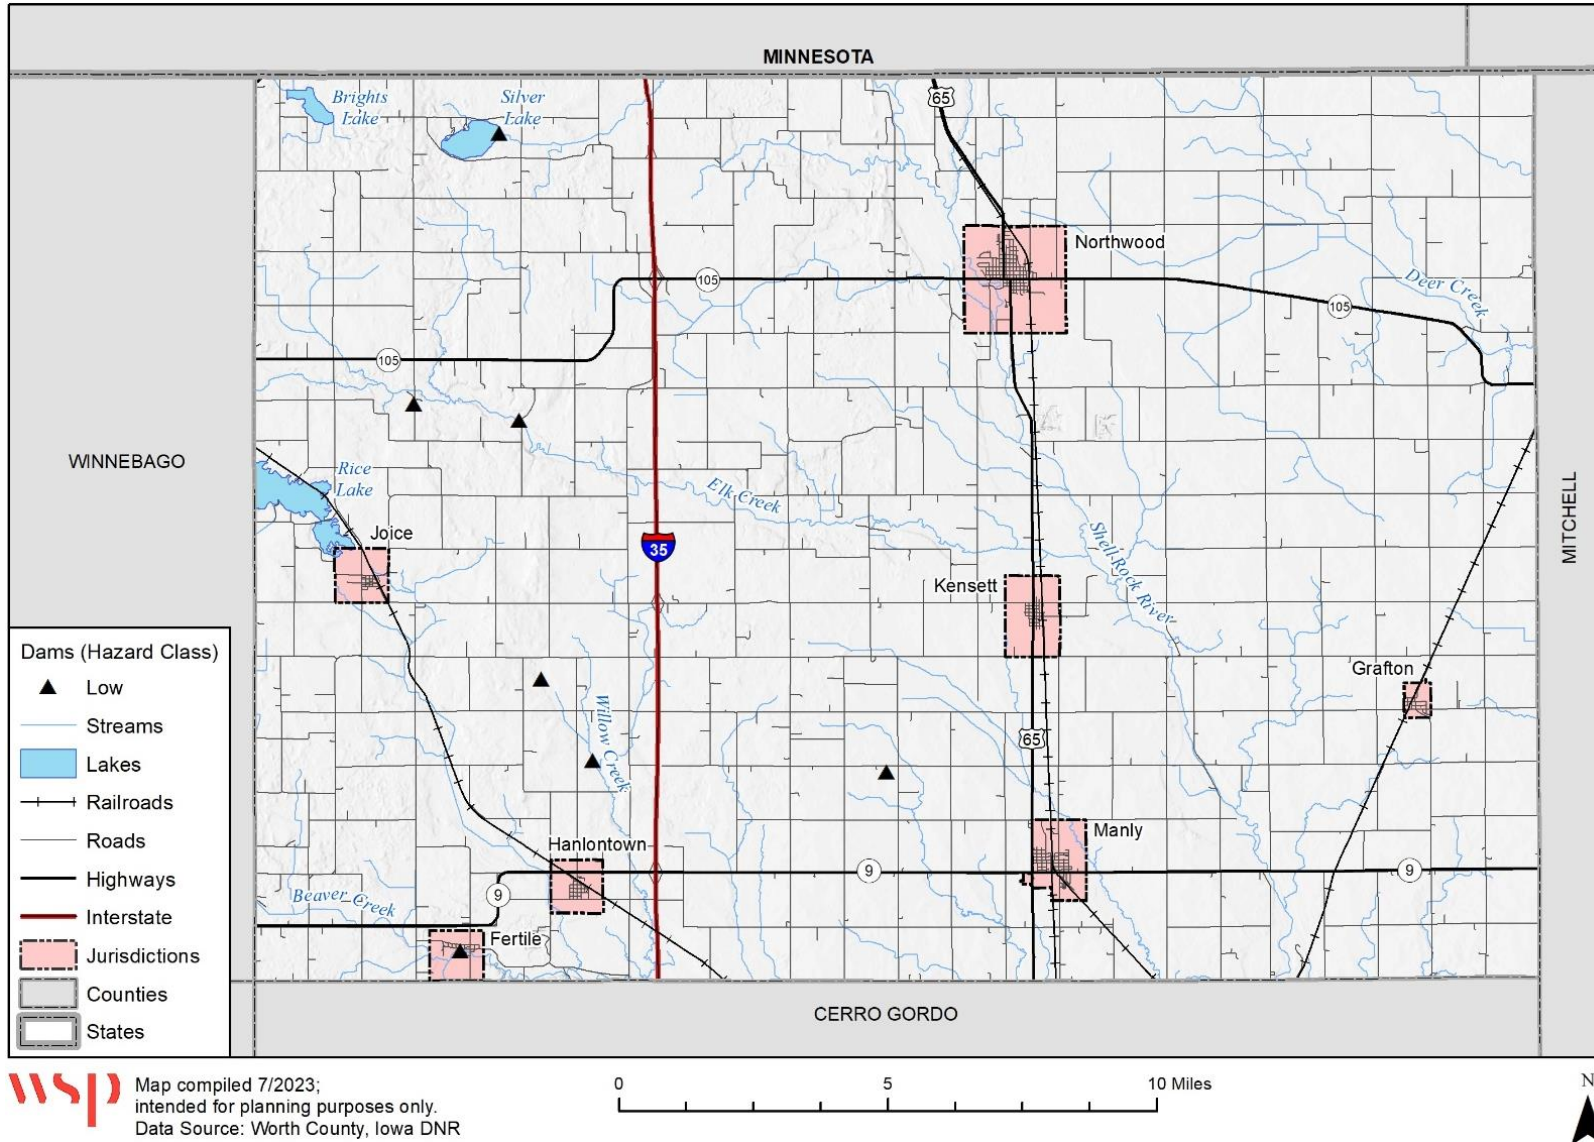 MINNESOTA
Brights
Lake
Silver
Lake
65
Northwood
105
Deer Creek
105
105
WINNEBAGO
Rice
Lake
Elk Creek
Joice
35
Shell Rock River
MITCHELL
Kensett
Grafton
Willow Creek
65
Manly
Hanlontown
9
9
9
Beaver Creek
Fertile
CERRO GORDO
Dams (Hazard Class)
Low
Streams
Lakes
Railroads
Roads
Highways
Interstate
Jurisdictions
Counties
States
wsp
Map compiled 7/2023;
intended for planning purposes only.
Data Source: Worth County, Iowa DNR
0 5 10 Miles
N